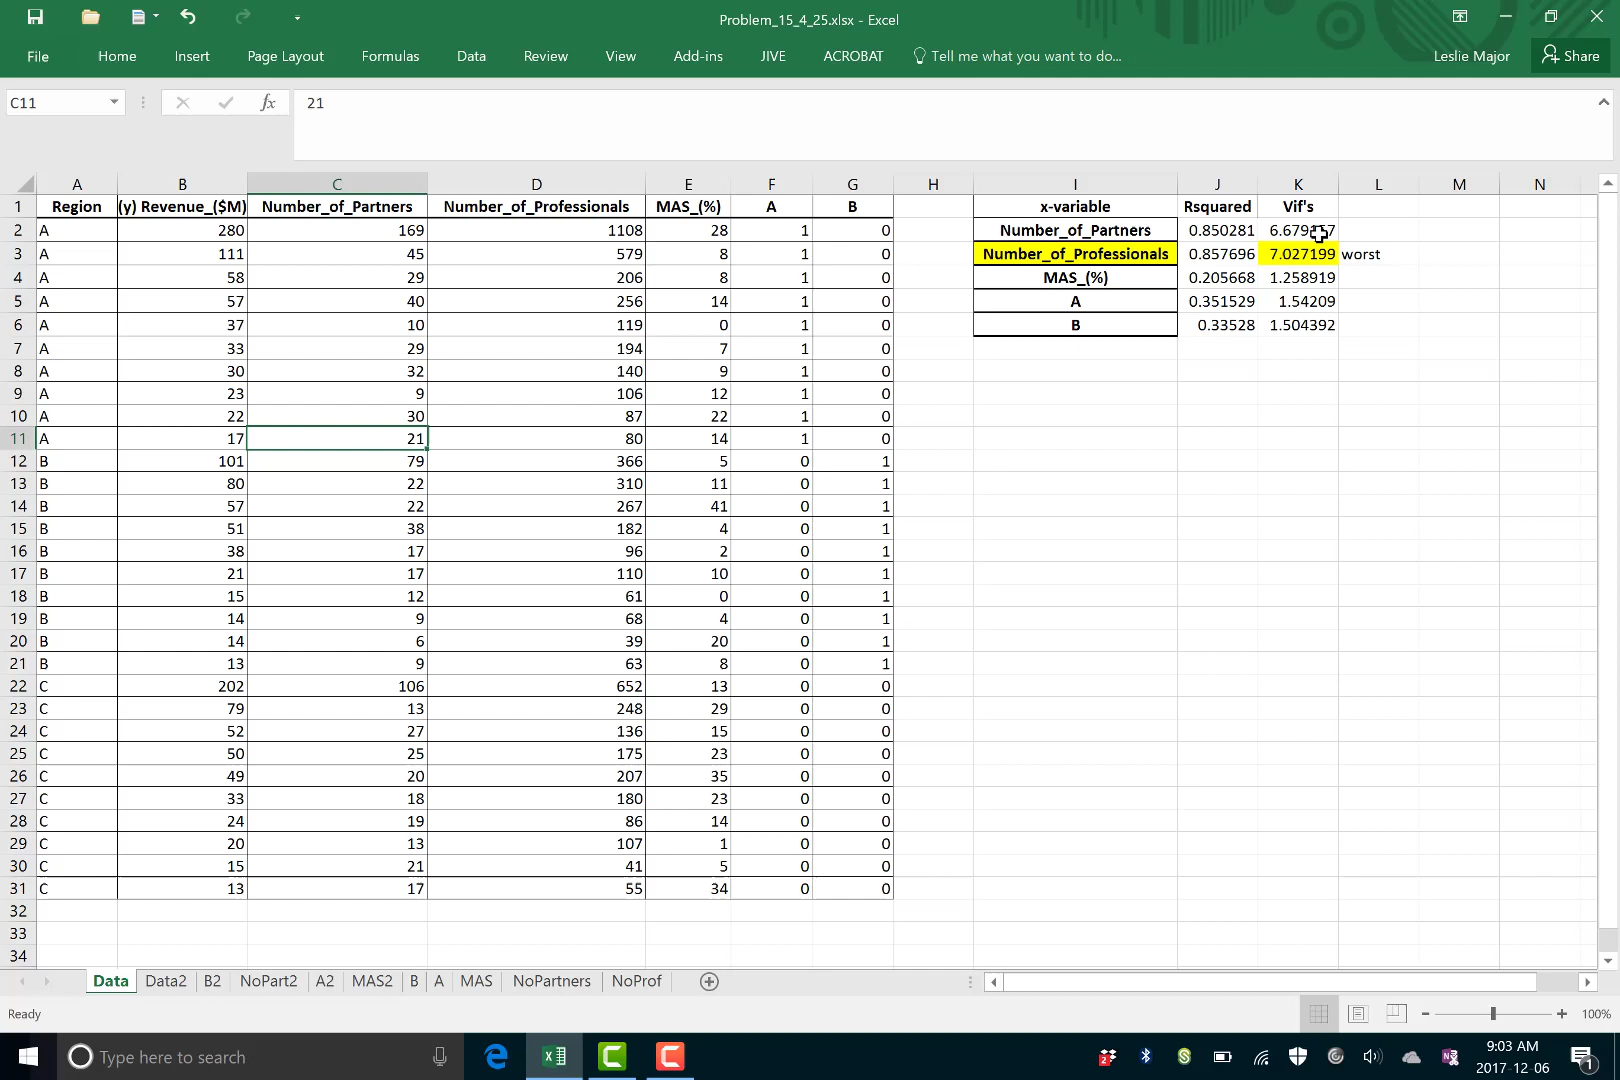 Problem_15_4_25.xlsx - Excel
File Home Insert Page Layout Formulas Data Review View Add-ins JIVE ACROBAT Tell me what you want to do... Leslie Major Share
C11 fx 21
A B C D E F G H I J K L M N
1 Region (y) Revenue_($M) Number_of_Partners Number_of_Professionals MAS_(%) A B x-variable Rsquared Vif's
2 A 280 169 1108 28 1 0 Number_of_Partners 0.850281
3 A 111 45 579 8 1 0 Number_of_Professionals 0.857696 7.027199 worst
4 A 58 29 206 8 1 0 MAS_(%) 0.205668 1.258919
5 A 57 40 256 14 1 0 A 0.351529 1.54209
6 A 37 10 119 0 1 0 B 0.33528 1.504392
7 A 33 29 194 7 1 0
8 A 30 32 140 9 1 0
9 A 23 9 106 12 1 0
10 A 22 30 87 22 1 0
11 A 17 21 80 14 1 0
12 B 101 79 366 5 0 1
13 B 80 22 310 11 0 1
14 B 57 22 267 41 0 1
15 B 51 38 182 4 0 1
16 B 38 17 96 2 0 1
17 B 21 17 110 10 0 1
18 B 15 12 61 0 0 1
19 B 14 9 68 4 0 1
20 B 14 6 39 20 0 1
21 B 13 9 63 8 0 1
22 C 202 106 652 13 0 0
23 C 79 13 248 29 0 0
24 C 52 27 136 15 0 0
25 C 50 25 175 23 0 0
26 C 49 20 207 35 0 0
27 C 33 18 180 23 0 0
28 C 24 19 86 14 0 0
29 C 20 13 107 1 0 0
30 C 15 21 41 5 0 0
31 C 13 17 55 34 0 0
32
33
34
Data Data2 B2 NoPart2 A2 MAS2 B A MAS NoPartners NoProf
Ready 100%
Type here to search 9:03 AM
2017-12-06